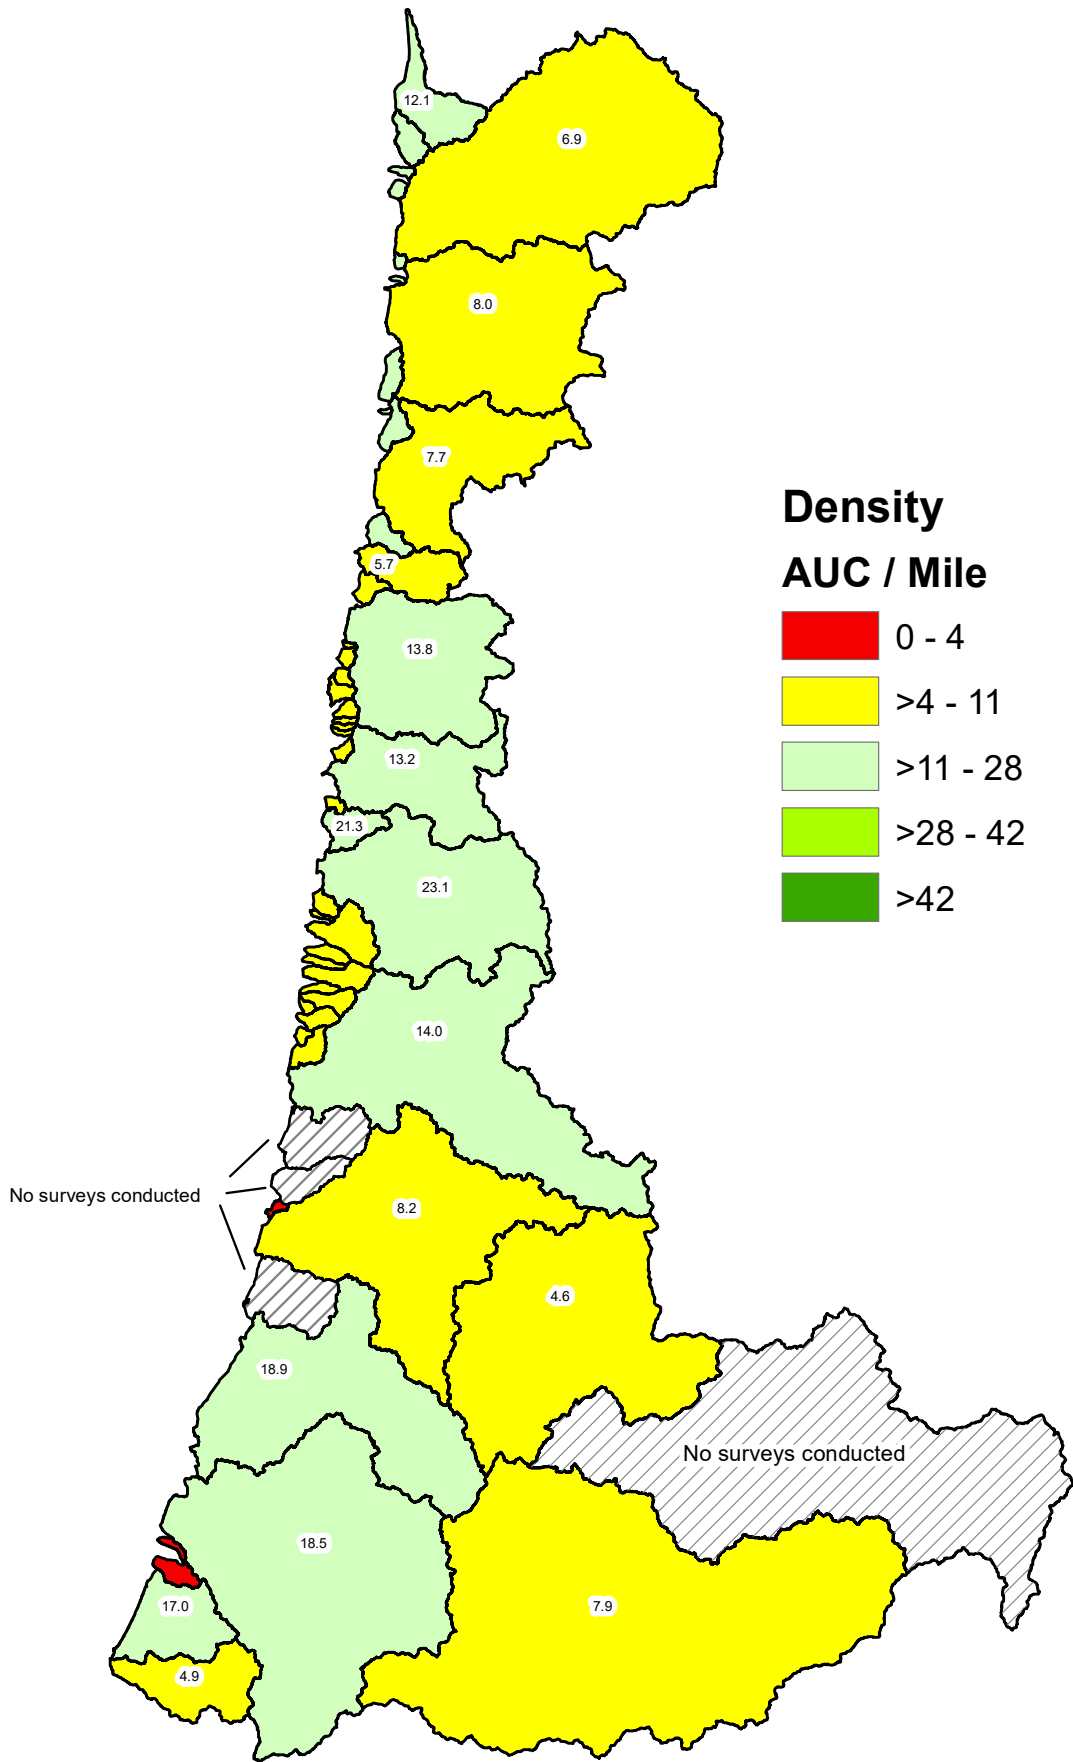 12.1
6.9
8.0
7.7
5.7
13.8
13.2
21.3
23.1
14.0
8.2
4.6
18.9
18.5
17.0
7.9
4.9
No surveys conducted
No surveys conducted
Density
AUC / Mile
0 - 4
>4 - 11
>11 - 28
>28 - 42
>42